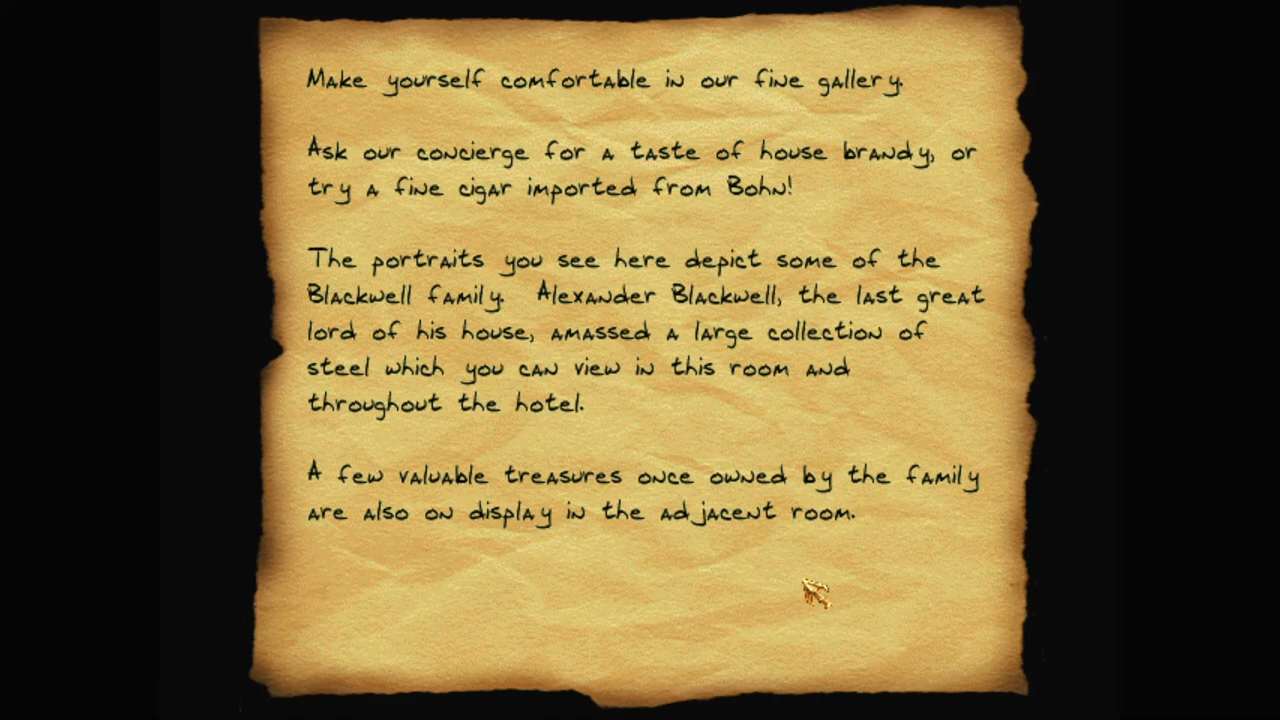 Make yourself comfortable in our fine gallery.
Ask our concierge for a taste of house brandy, or
try a fine cigar imported from Bohn!
The portraits you see here depict some of the
Blackwell family. Alexander Blackwell, the last great
lord of his house, amassed a large collection of
steel which you can view in this room and
throughout the hotel.
A few valuable treasures once owned by the family
are also on display in the adjacent room.